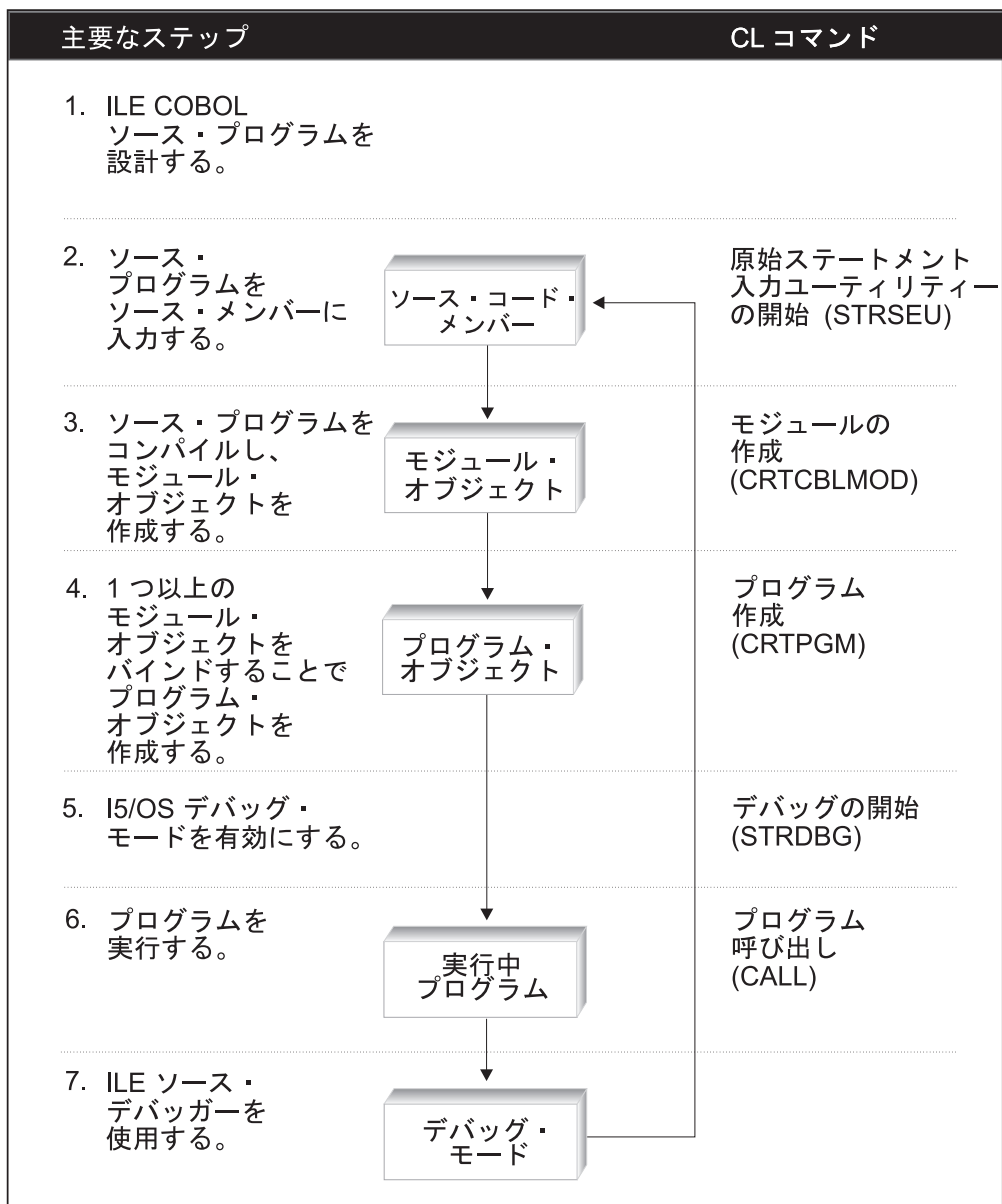 主要なステップ
CL コマンド
1. ILE COBOL
ソース・プログラムを
設計する。
2. ソース・
プログラムを
ソース・メンバーに
入力する。
ソース・コード・
メンバー
原始ステートメント
入力ユーティリティー
の開始 (STRSEU)
3. ソース・プログラムを
コンパイルし、
モジュール・
オブジェクトを
作成する。
モジュール・
オブジェクト
モジュールの
作成
(CRTCBLMOD)
4. 1 つ以上の
モジュール・
オブジェクトを
バインドすることで
プログラム・
オブジェクトを
作成する。
プログラム・
オブジェクト
プログラム
作成
(CRTPGM)
5. I5/OS デバッグ・
モードを有効にする。
デバッグの開始
(STRDBG)
6. プログラムを
実行する。
実行中
プログラム
プログラム
呼び出し
(CALL)
7. ILE ソース・
デバッガーを
使用する。
デバッグ・
モード